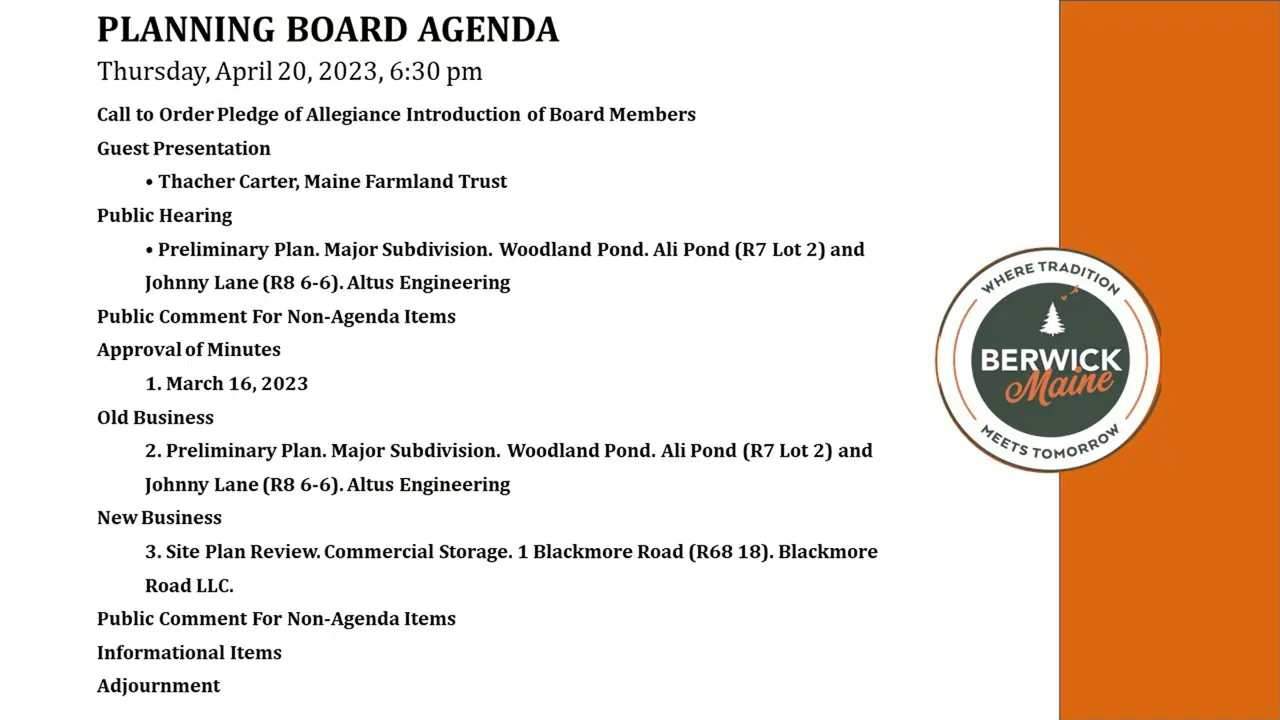 PLANNING BOARD AGENDA
Thursday, April 20, 2023, 6:30 pm
Call to Order Pledge of Allegiance Introduction of Board Members
Guest Presentation
• Thacher Carter, Maine Farmland Trust
Public Hearing
• Preliminary Plan. Major Subdivision. Woodland Pond. Ali Pond (R7 Lot 2) and
Johnny Lane (R8 6-6). Altus Engineering
Public Comment For Non-Agenda Items
Approval of Minutes
1. March 16, 2023
Old Business
2. Preliminary Plan. Major Subdivision. Woodland Pond. Ali Pond (R7 Lot 2) and
Johnny Lane (R8 6-6). Altus Engineering
New Business
3. Site Plan Review. Commercial Storage. 1 Blackmore Road (R68 18). Blackmore
Road LLC.
Public Comment For Non-Agenda Items
Informational Items
Adjournment
WHERE TRADITION
BERWICK
Maine
MEETS TOMORROW